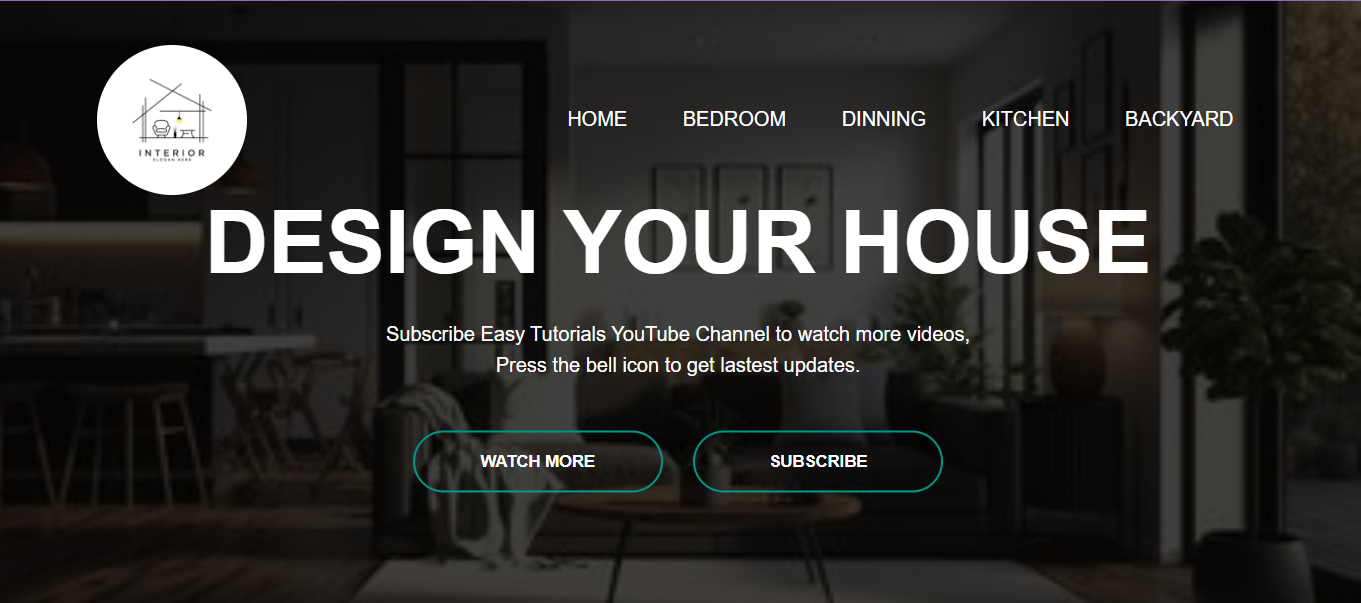 INTERIOR
SLOGAN HERE
HOME BEDROOM DINNING KITCHEN BACKYARD
DESIGN YOUR HOUSE
Subscribe Easy Tutorials YouTube Channel to watch more videos,
Press the bell icon to get lastest updates.
WATCH MORE SUBSCRIBE